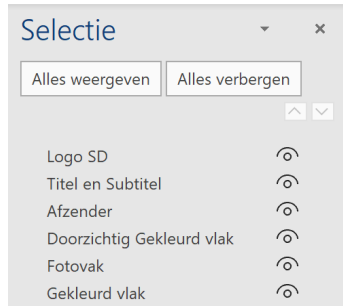 Selectie
Alles weergeven Alles verbergen
Logo SD
Titel en Subtitel
Afzender
Doorzichtig Gekleurd vlak
Fotovak
Gekleurd vlak